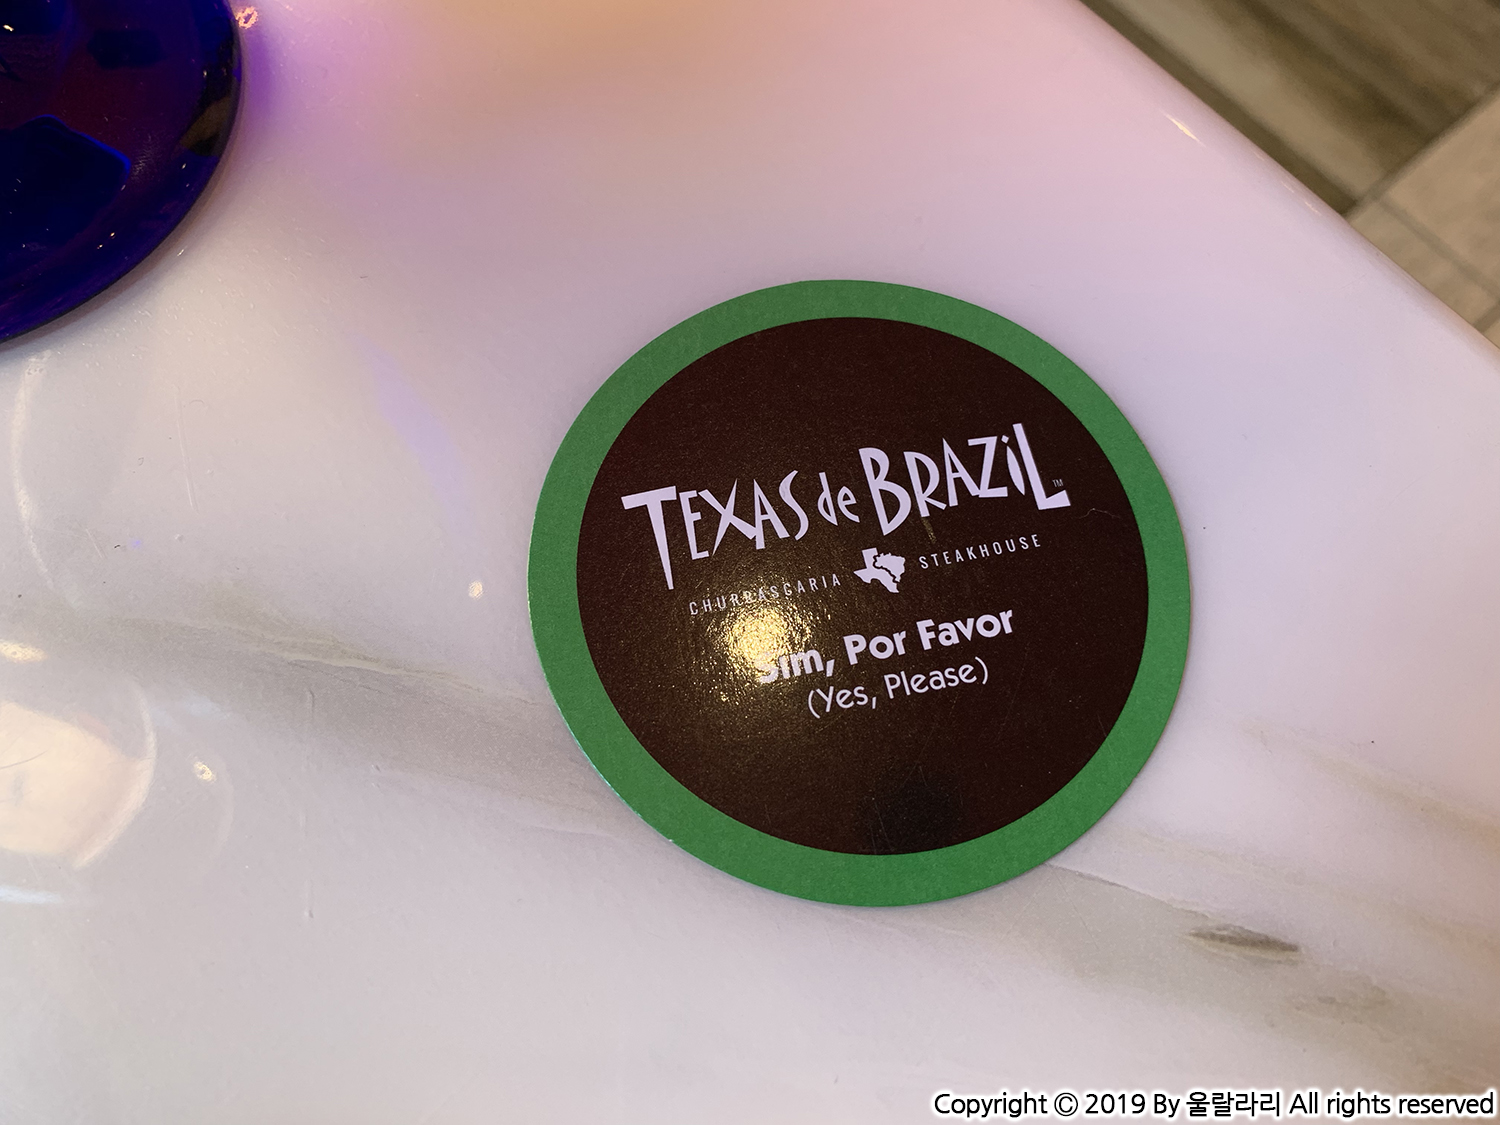 TEXAS de BRAZiL™
CHURRASCARIA STEAKHOUSE
Sim, Por Favor
(Yes, Please)
Copyright ⓒ 2019 By 울랄라리 All rights reserved